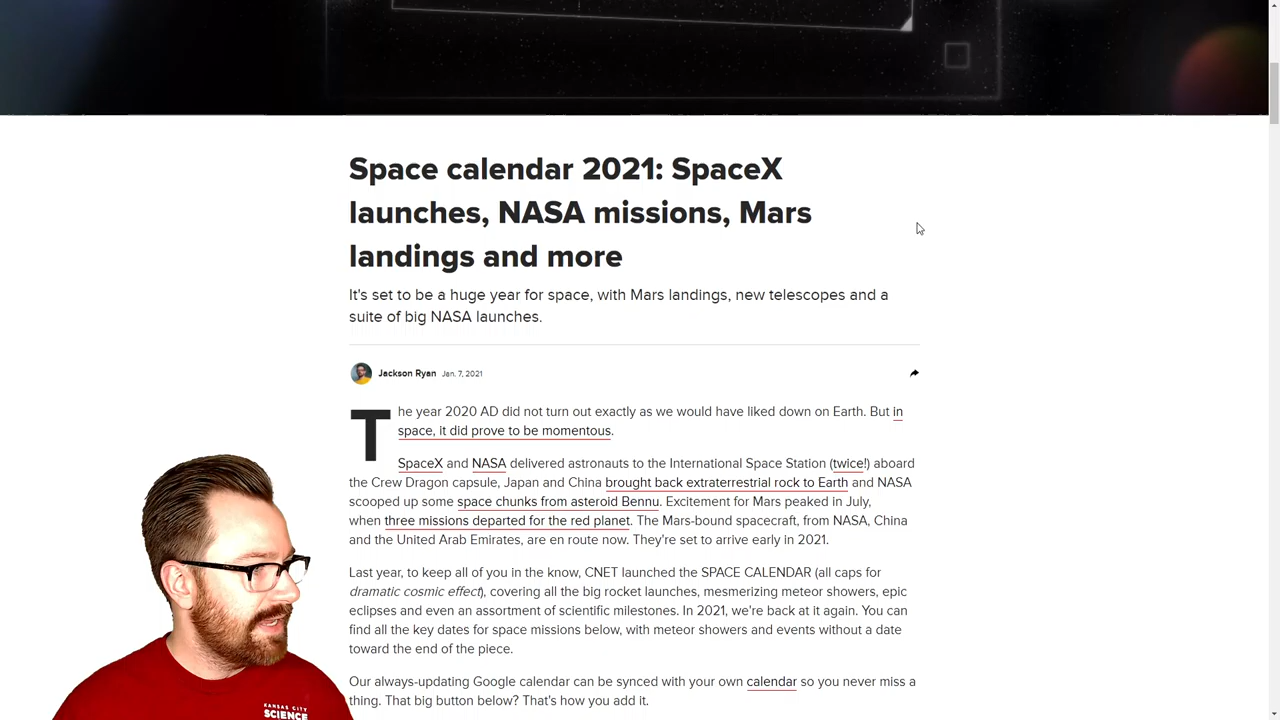 Space calendar 2021: SpaceX
launches, NASA missions, Mars
landings and more
It's set to be a huge year for space, with Mars landings, new telescopes and a
suite of big NASA launches.
Jackson Ryan Jan. 7, 2021
The year 2020 AD did not turn out exactly as we would have liked down on Earth. But in
space, it did prove to be momentous.
SpaceX and NASA delivered astronauts to the International Space Station (twice!) aboard
the Crew Dragon capsule, Japan and China brought back extraterrestrial rock to Earth and NASA
scooped up some space chunks from asteroid Bennu. Excitement for Mars peaked in July,
when three missions departed for the red planet. The Mars-bound spacecraft, from NASA, China
and the United Arab Emirates, are en route now. They're set to arrive early in 2021.
Last year, to keep all of you in the know, CNET launched the SPACE CALENDAR (all caps for
dramatic cosmic effect), covering all the big rocket launches, mesmerizing meteor showers, epic
eclipses and even an assortment of scientific milestones. In 2021, we're back at it again. You can
find all the key dates for space missions below, with meteor showers and events without a date
toward the end of the piece.
Our always-updating Google calendar can be synced with your own calendar so you never miss a
thing. That big button below? That's how you add it.
KANSAS CITY
SCIENCE